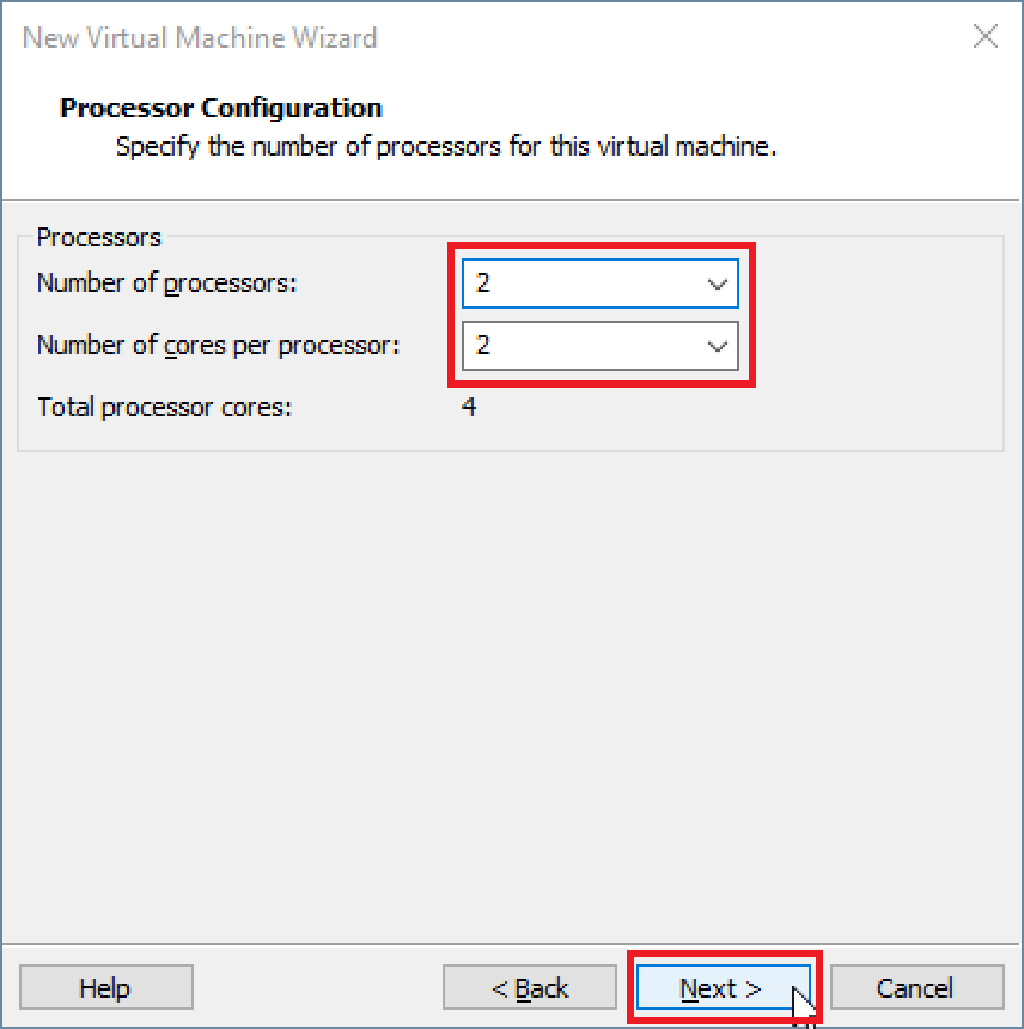 New Virtual Machine Wizard
Processor Configuration
Specify the number of processors for this virtual machine.
Processors
Number of processors: 2
Number of cores per processor: 2
Total processor cores: 4
Help < Back Next > Cancel